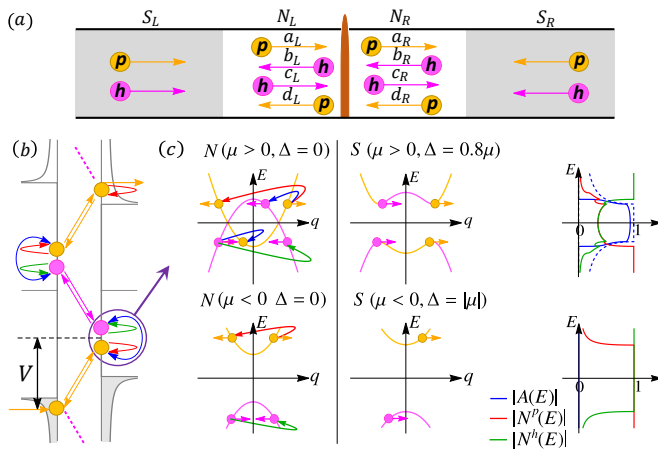 (a)
S_L N_L N_R S_R
p a_L a_R p
b_L h b_R h
h h c_L h c_R h
d_L p d_R p
(b) (c) N (μ > 0, Δ = 0) S (μ > 0, Δ = 0.8μ)
E E E
q q
0 1
N (μ < 0 Δ = 0) S (μ < 0, Δ = |μ|)
E E E
V
q q
0 1
|A(E)|
|N^p(E)|
|N^h(E)|